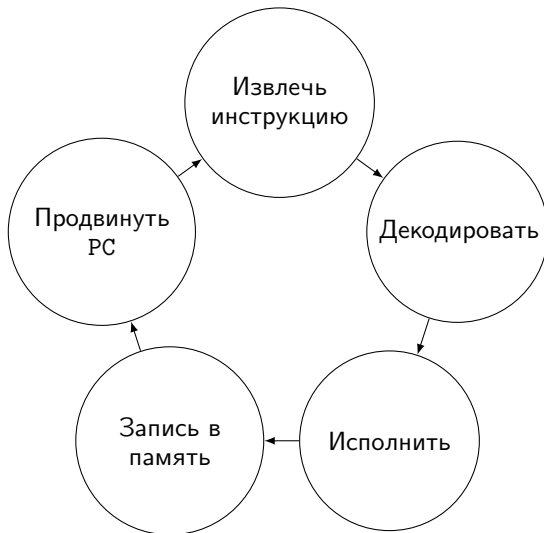 Извлечь
инструкцию
Декодировать
Исполнить
Запись в
память
Продвинуть
PC